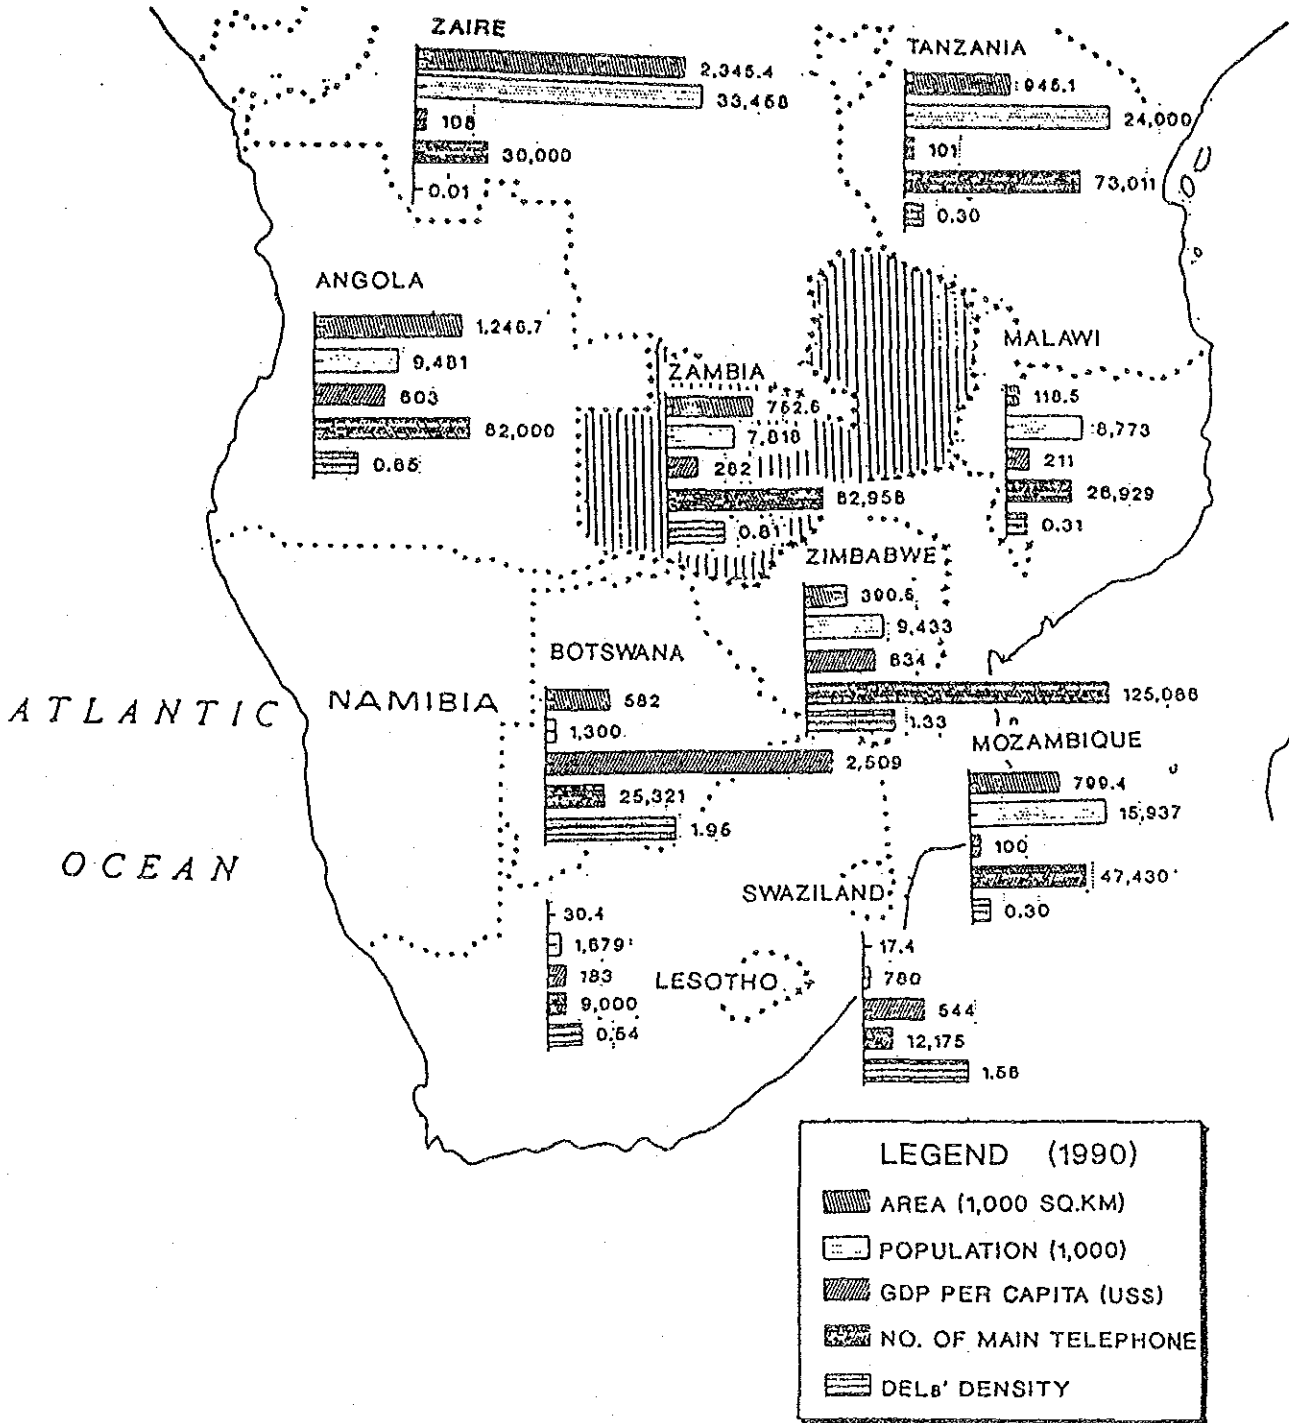 ZAIRE
2,345.4
33,458
108
30,000
0.01
TANZANIA
945.1
24,000
101
73,011
0.30
ANGOLA
1,246.7
9,481
603
62,000
0.65
ZAMBIA
752.6
7,818
282
62,958
0.81
MALAWI
118.5
8,773
211
26,929
0.31
ZIMBABWE
390.6
9,433
634
125,088
1.33
BOTSWANA
582
1,300
2,509
25,321
1.95
ATLANTIC
NAMIBIA
MOZAMBIQUE
799.4
15,937
100
47,430
0.30
OCEAN
SWAZILAND
17.4
780
544
12,175
1.56
30.4
1,679
183
9,000
0.54
LESOTHO
LEGEND (1990)
AREA (1,000 SQ.KM)
POPULATION (1,000)
GDP PER CAPITA (US$)
NO. OF MAIN TELEPHONE
DELs' DENSITY